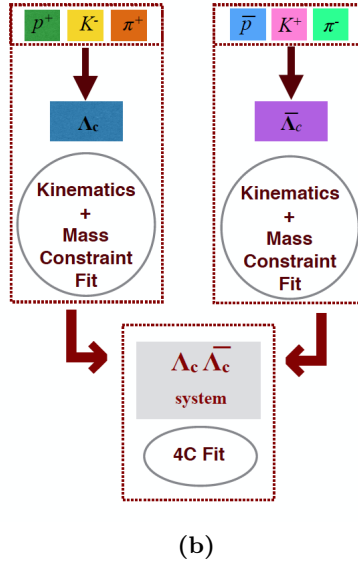 p⁺ K⁻ π⁺
p̅ K⁺ π⁻
Λc
Λ̅c
Kinematics
+
Mass
Constraint
Fit
Kinematics
+
Mass
Constraint
Fit
Λc Λ̅c
system
4C Fit
(b)